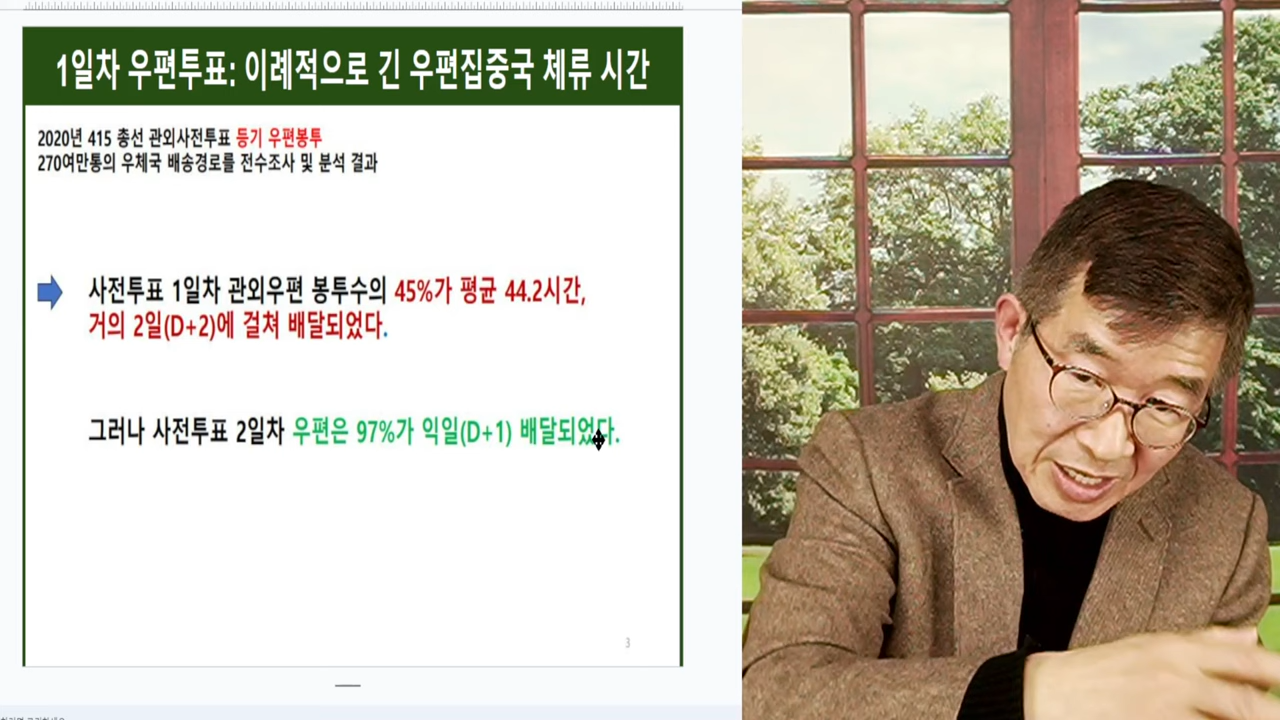 1일차 우편투표: 이례적으로 긴 우편집중국 체류 시간
2020년 415 총선 관외사전투표 등기 우편봉투
270여만통의 우체국 배송경로를 전수조사 및 분석 결과
사전투표 1일차 관외우편 봉투수의 45%가 평균 44.2시간,
거의 2일(D+2)에 걸쳐 배달되었다.
그러나 사전투표 2일차 우편은 97%가 익일(D+1) 배달되었다.
3